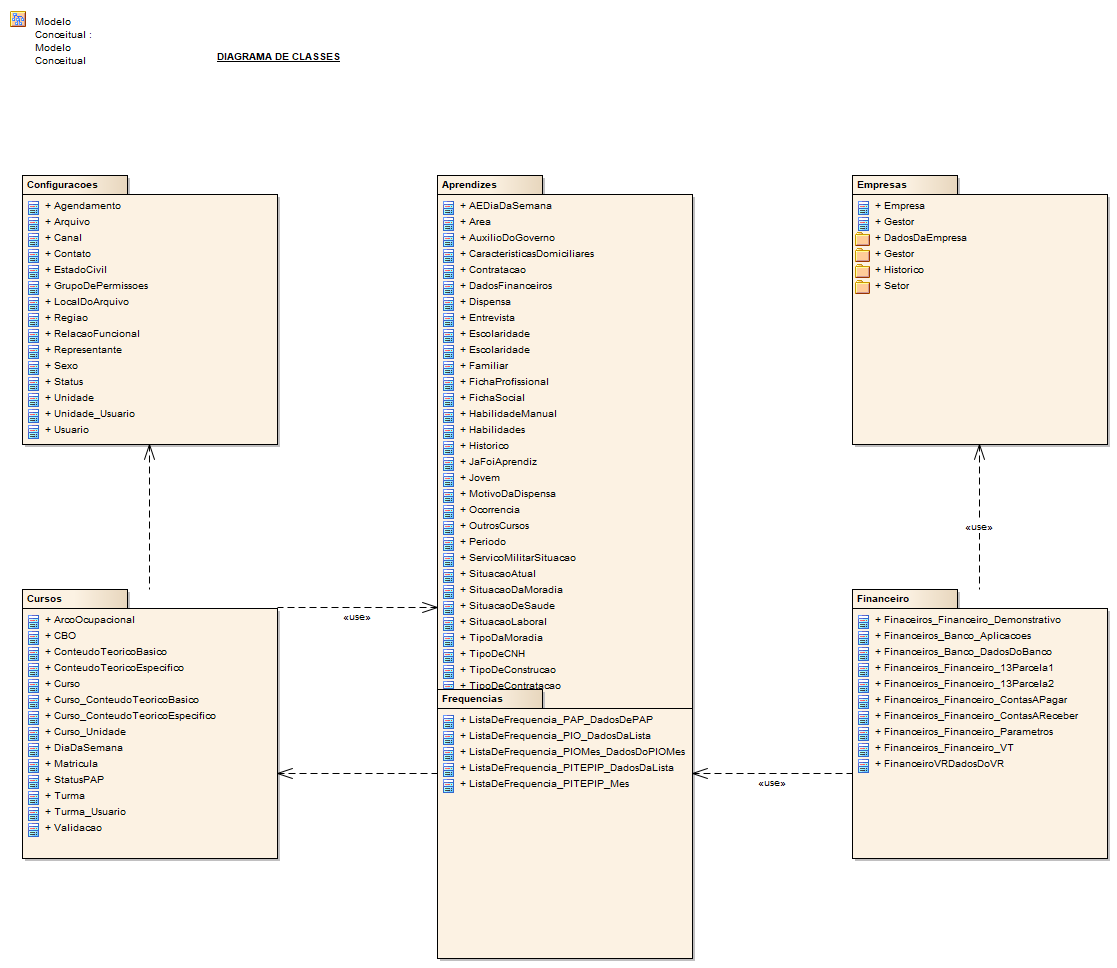 Modelo
Conceitual :
Modelo
Conceitual
DIAGRAMA DE CLASSES
Configuracoes
+ Agendamento
+ Arquivo
+ Canal
+ Contato
+ EstadoCivil
+ GrupoDePermissoes
+ LocalDoArquivo
+ Regiao
+ RelacaoFuncional
+ Representante
+ Sexo
+ Status
+ Unidade
+ Unidade_Usuario
+ Usuario
Aprendizes
+ AEDiaDaSemana
+ Area
+ AuxilioDoGoverno
+ CaracteristicasDomiciliares
+ Contratacao
+ DadosFinanceiros
+ Dispensa
+ Entrevista
+ Escolaridade
+ Escolaridade
+ Familiar
+ FichaProfissional
+ FichaSocial
+ HabilidadeManual
+ Habilidades
+ Historico
+ JaFoiAprendiz
+ Jovem
+ MotivoDaDispensa
+ Ocorrencia
+ OutrosCursos
+ Periodo
+ ServicoMilitarSituacao
+ SituacaoAtual
+ SituacaoDaMoradia
+ SituacaoDeSaude
+ SituacaoLaboral
+ TipoDaMoradia
+ TipoDeCNH
+ TipoDeConstrucao
+ TipoDeContratacao
Empresas
+ Empresa
+ Gestor
+ DadosDaEmpresa
+ Gestor
+ Historico
+ Setor
«use»
«use»
Cursos
+ ArcoOcupacional
+ CBO
+ ConteudoTeoricoBasico
+ ConteudoTeoricoEspecifico
+ Curso
+ Curso_ConteudoTeoricoBasico
+ Curso_ConteudoTeoricoEspecifico
+ Curso_Unidade
+ DiaDaSemana
+ Matricula
+ StatusPAP
+ Turma
+ Turma_Usuario
+ Validacao
Frequencias
+ ListaDeFrequencia_PAP_DadosDePAP
+ ListaDeFrequencia_PIO_DadosDaLista
+ ListaDeFrequencia_PIOMes_DadosDoPIOMes
+ ListaDeFrequencia_PITEPIP_DadosDaLista
+ ListaDeFrequencia_PITEPIP_Mes
«use»
Financeiro
+ Finaceiros_Financeiro_Demonstrativo
+ Financeiros_Banco_Aplicacoes
+ Financeiros_Banco_DadosDoBanco
+ Financeiros_Financeiro_13Parcela1
+ Financeiros_Financeiro_13Parcela2
+ Financeiros_Financeiro_ContasAPagar
+ Financeiros_Financeiro_ContasAReceber
+ Financeiros_Financeiro_Parametros
+ Financeiros_Financeiro_VT
+ FinanceiroVRDadosDoVR